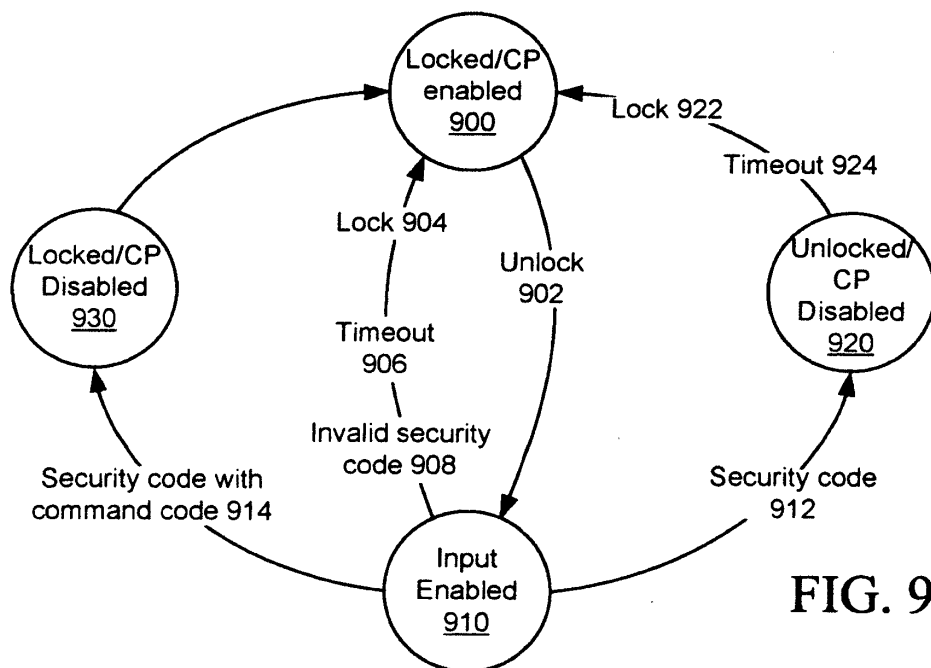 Locked/CP
enabled
900
Lock 922
Timeout 924
Lock 904
Unlock
902
Locked/CP
Disabled
930
Unlocked/
CP
Disabled
920
Timeout
906
Invalid security
code 908
Security code with
command code 914
Security code
912
Input
Enabled
910
FIG. 9